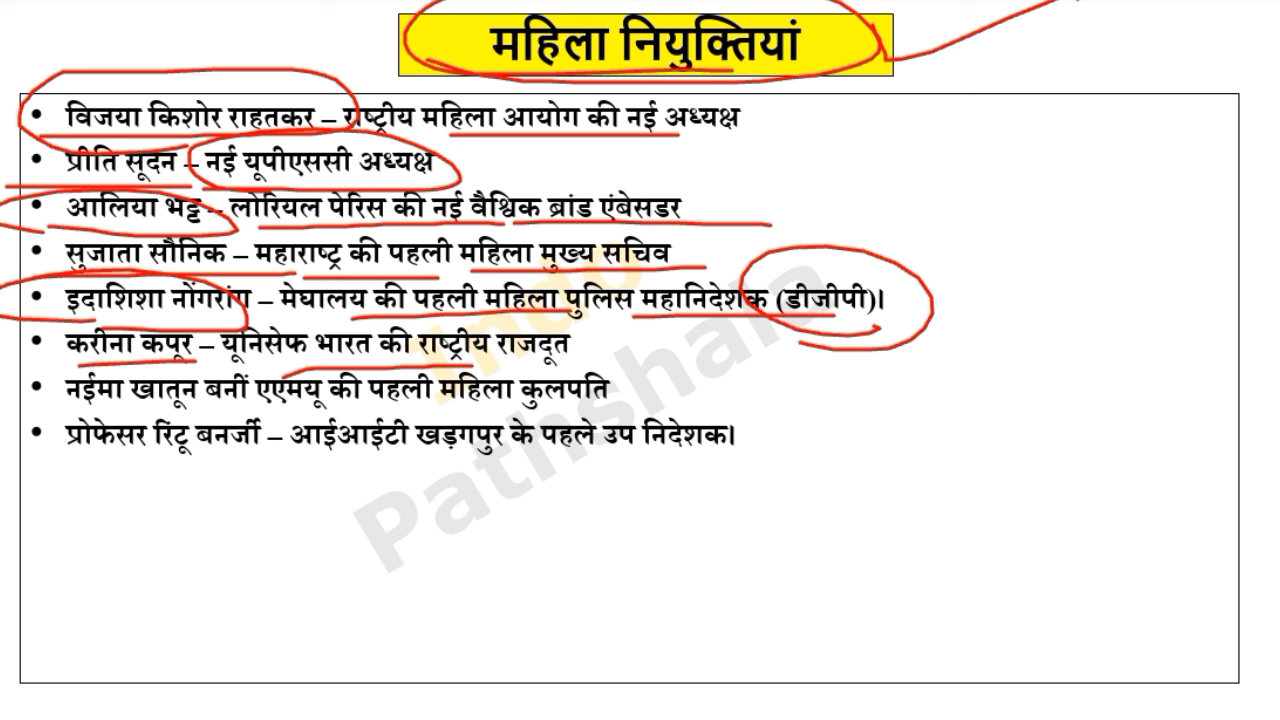 महिला नियुक्तियां
• विजया किशोर राहतकर – राष्ट्रीय महिला आयोग की नई अध्यक्ष
• प्रीति सूदन – नई यूपीएससी अध्यक्ष
• आलिया भट्ट – लोरियल पेरिस की नई वैश्विक ब्रांड एंबेसडर
• सुजाता सौनिक – महाराष्ट्र की पहली महिला मुख्य सचिव
• इदाशिशा नोंगरांग – मेघालय की पहली महिला पुलिस महानिदेशक (डीजीपी)।
• करीना कपूर – यूनिसेफ भारत की राष्ट्रीय राजदूत
• नईमा खातून बनीं एएमयू की पहली महिला कुलपति
• प्रोफेसर रिंटू बनर्जी – आईआईटी खड़गपुर के पहले उप निदेशक।
Indo
Pathshala